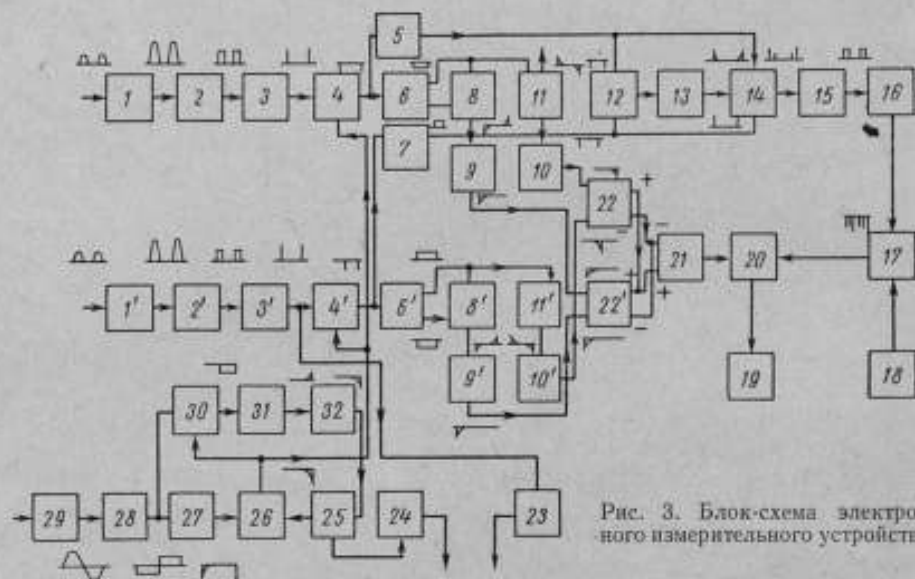 5
1 2 3 4 6 8 11 12 13 14 15 16
7
9 10
22
1' 2' 3' 4' 6' 8' 11' 22' 21 20 17
9' 10' 19 18
30 31 32
29 28 27 26 25 24 23
+ - - + + -
Рис. 3. Блок-схема электро
ного измерительного устройств